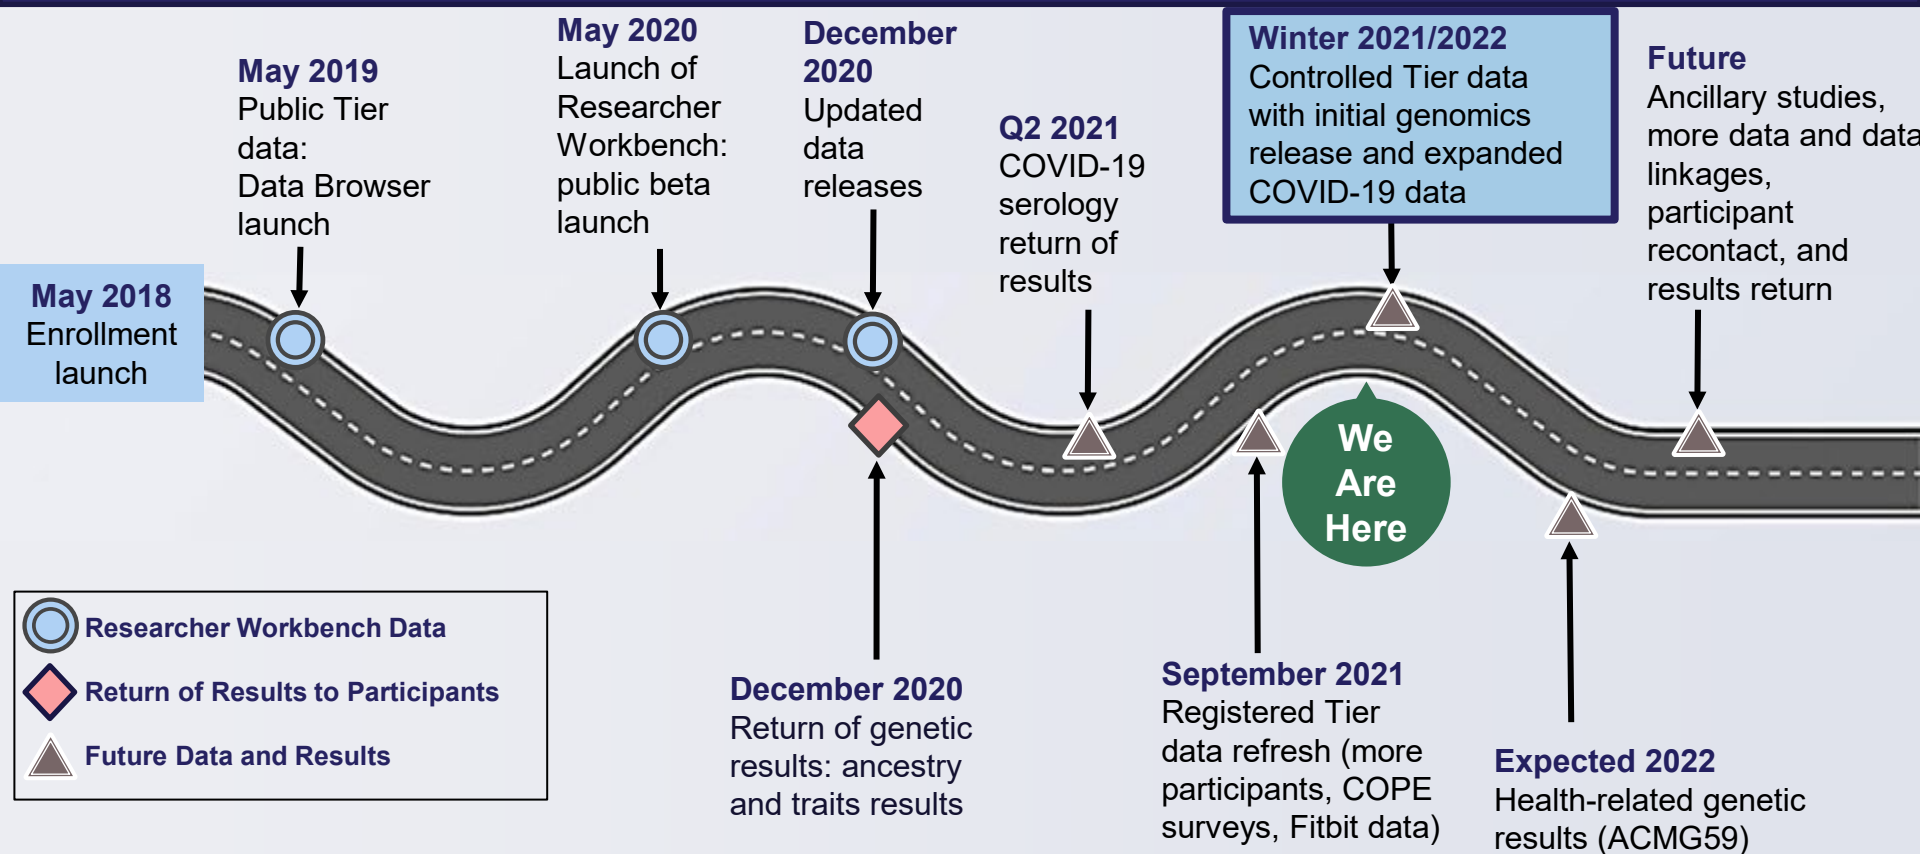 May 2018
Enrollment
launch
May 2019
Public Tier
data:
Data Browser
launch
May 2020
Launch of
Researcher
Workbench:
public beta
launch
December
2020
Updated
data
releases
Q2 2021
COVID-19
serology
return of
results
Winter 2021/2022
Controlled Tier data
with initial genomics
release and expanded
COVID-19 data
Future
Ancillary studies,
more data and data
linkages,
participant
recontact, and
results return
We
Are
Here
Researcher Workbench Data
Return of Results to Participants
Future Data and Results
December 2020
Return of genetic
results: ancestry
and traits results
September 2021
Registered Tier
data refresh (more
participants, COPE
surveys, Fitbit data)
Expected 2022
Health-related genetic
results (ACMG59)